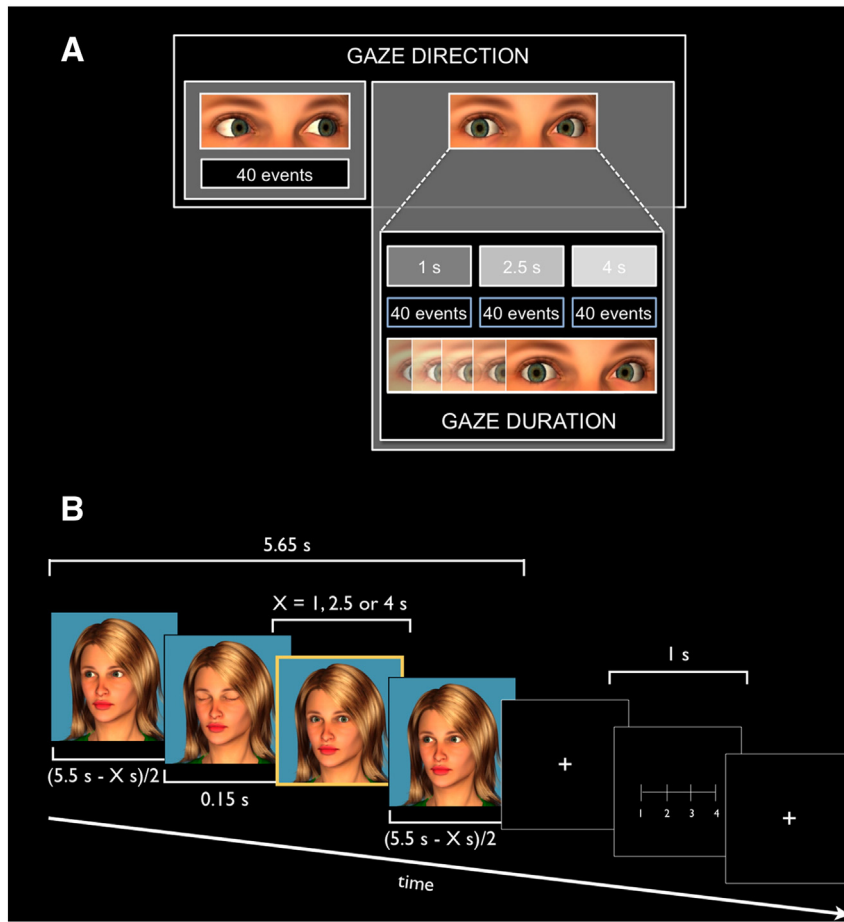 A
GAZE DIRECTION
40 events
1 s 2.5 s 4 s
40 events 40 events 40 events
GAZE DURATION
B
5.65 s
X = 1, 2.5 or 4 s
1 s
(5.5 s - X s)/2
0.15 s
(5.5 s - X s)/2
+
1 2 3 4
+
time